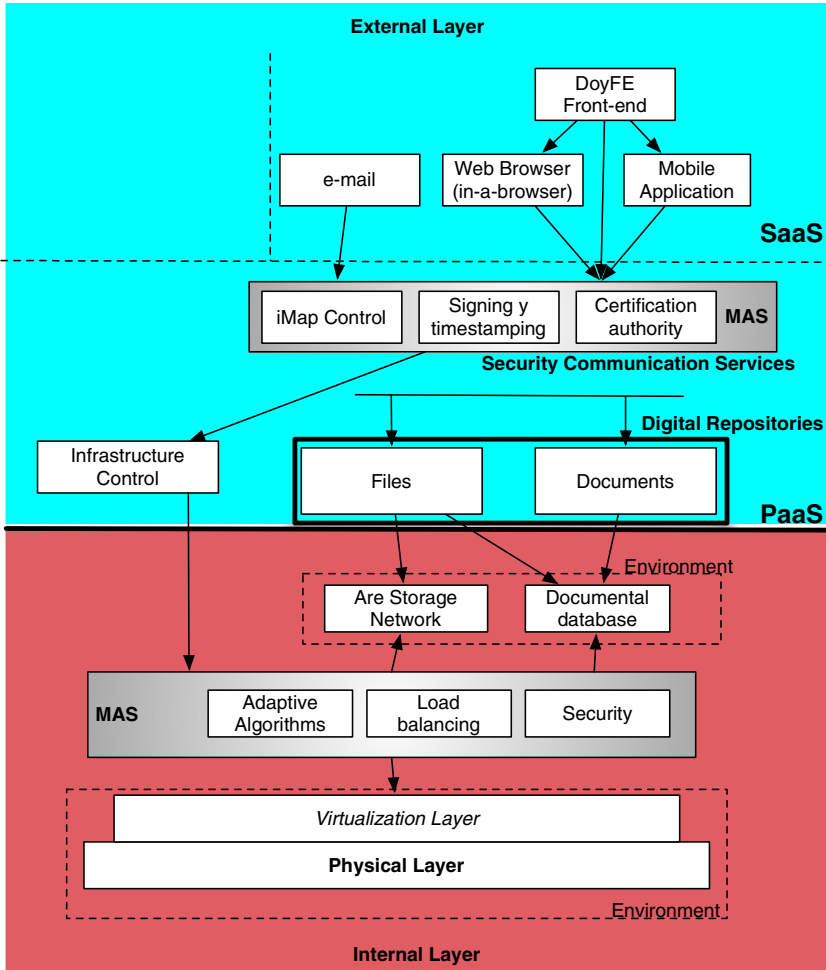 External Layer
DoyFE
Front-end
e-mail
Web Browser
(in-a-browser)
Mobile
Application
SaaS
iMap Control
Signing y
timestamping
Certification
authority
MAS
Security Communication Services
Digital Repositories
Infrastructure
Control
Files
Documents
PaaS
Environment
Are Storage
Network
Documental
database
MAS
Adaptive
Algorithms
Load
balancing
Security
Virtualization Layer
Physical Layer
Environment
Internal Layer